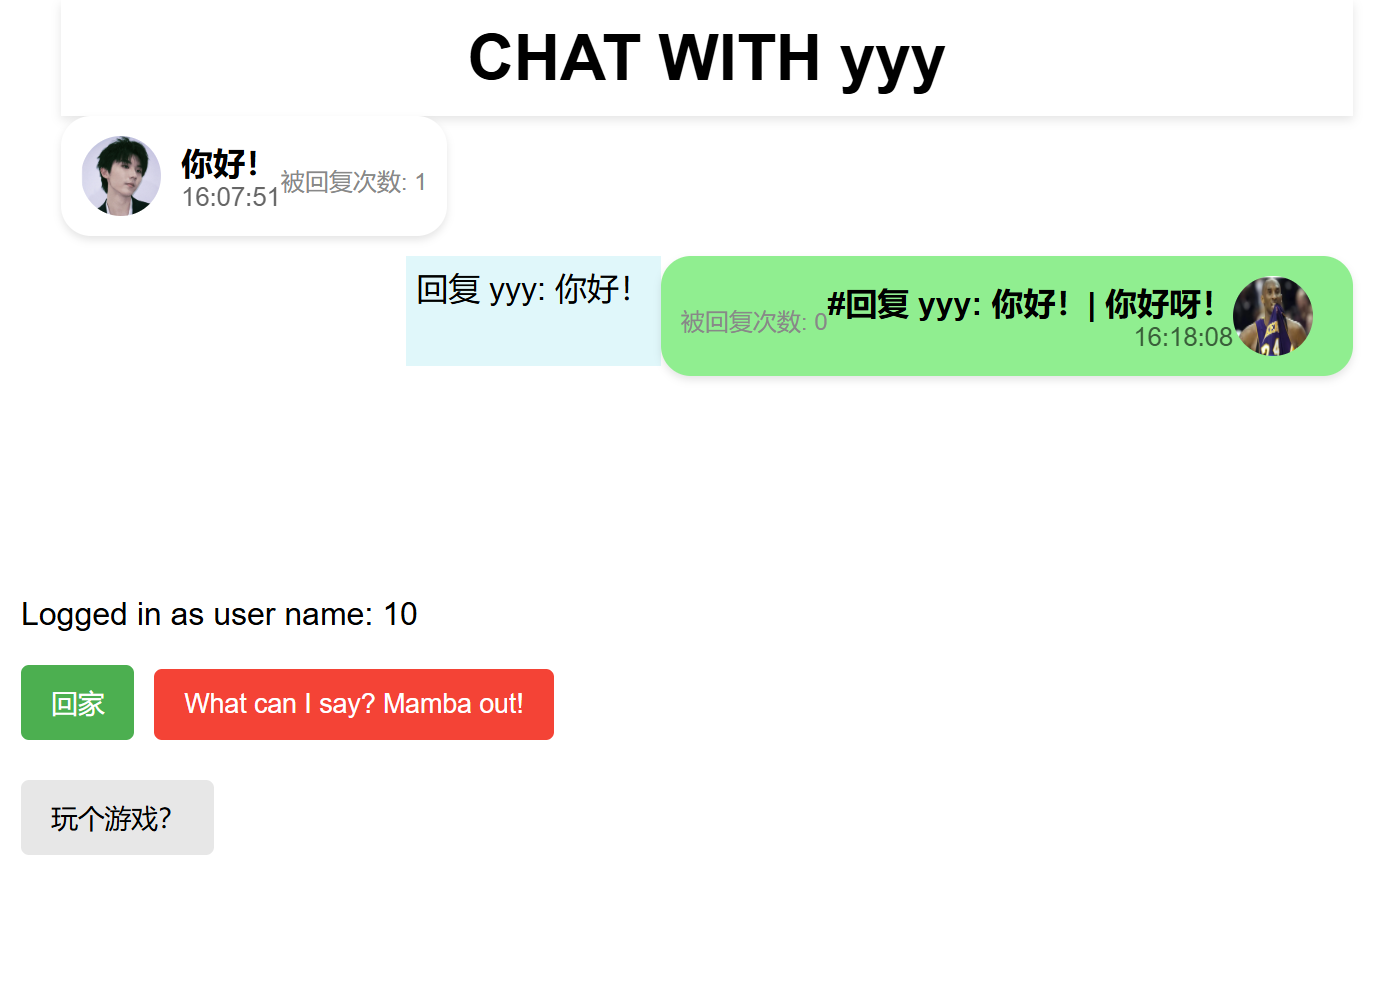 CHAT WITH yyy
你好！
16:07:51
被回复次数: 1
回复 yyy: 你好！
被回复次数: 0
#回复 yyy: 你好！| 你好呀！
16:18:08
Logged in as user name: 10
回家
What can I say? Mamba out!
玩个游戏？